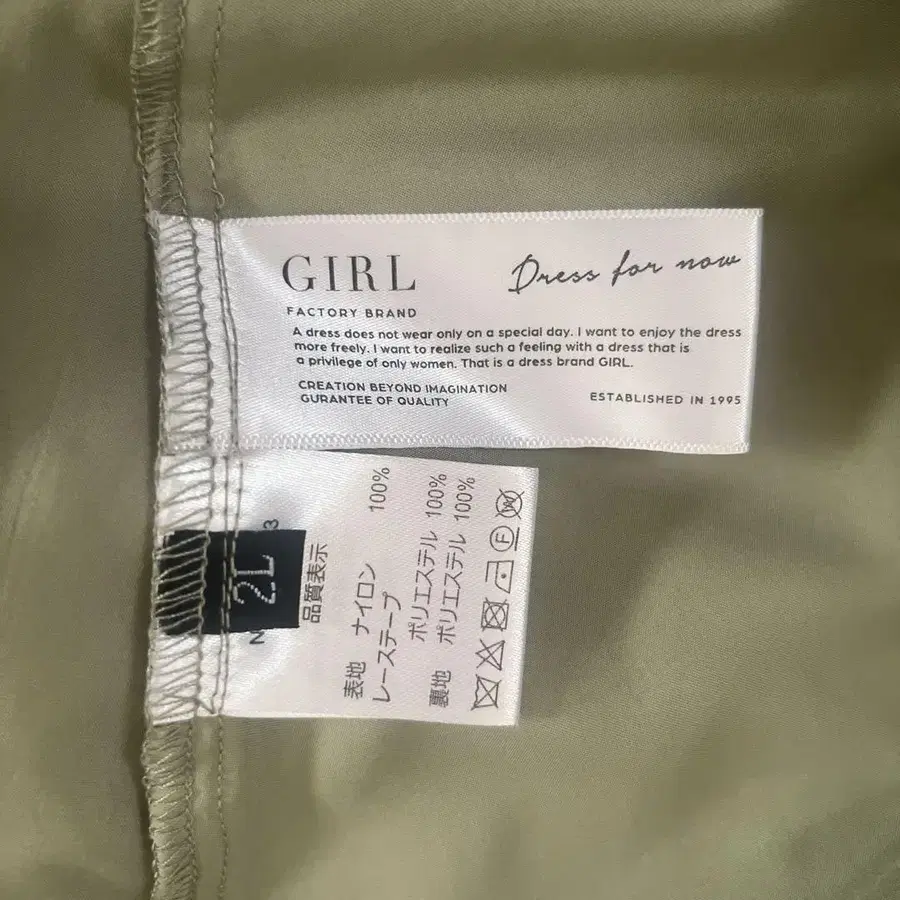 GIRL
Dress for now
FACTORY BRAND
A dress does not wear only on a special day. I want to enjoy the dress
more freely. I want to realize such a feeling with a dress that is
a privilege of only women. That is a dress brand GIRL.
CREATION BEYOND IMAGINATION
GURANTEE OF QUALITY
ESTABLISHED IN 1995
2L
品質表示
表地 ナイロン 100%
レーステープ
ポリエステル 100%
裏地 ポリエステル 100%